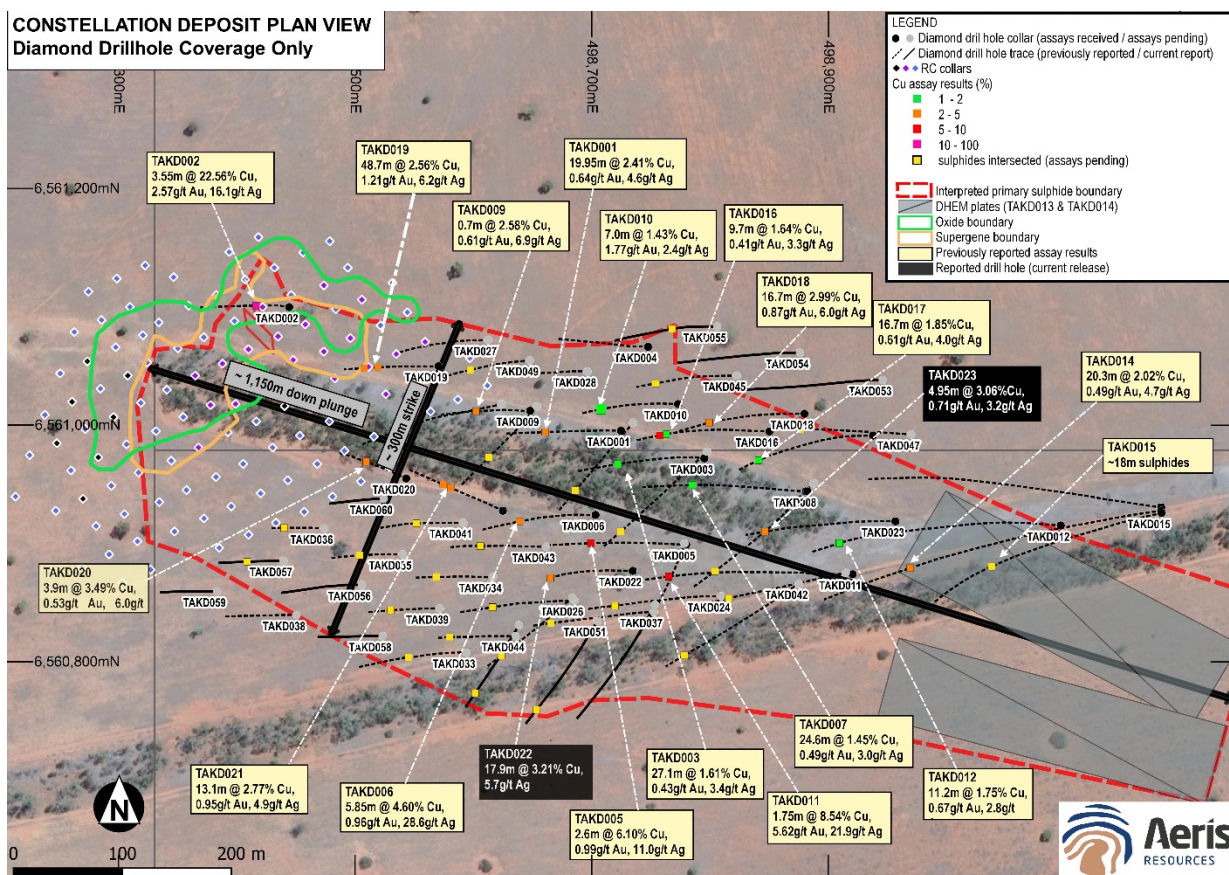 CONSTELLATION DEPOSIT PLAN VIEW
Diamond Drillhole Coverage Only
300mE
500mE
498,700mE
498,900mE
6,561,200mN
6,561,000mN
6,560,800mN
LEGEND
Diamond dril hole collar (assays received / assays pending)
Diamond dril hole trace (previously reported / current report)
RC collars
Cu assay results (%)
1 - 2
2 - 5
5 - 10
10 - 100
sulphides intersected (assays pending)
Interpreted primary sulphide boundary
DHEM plates (TAKD013 & TAKD014)
Oxide boundary
Supergene boundary
Previously reported assay results
Reported drill hole (current release)
TAKD002
3.55m @ 22.56% Cu,
2.57g/t Au, 16.1g/t Ag
TAKD019
48.7m @ 2.56% Cu,
1.21g/t Au, 6.2g/t Ag
TAKD001
19.95m @ 2.41% Cu,
0.64g/t Au, 4.6g/t Ag
TAKD009
0.7m @ 2.58% Cu,
0.61g/t Au, 6.9g/t Ag
TAKD010
7.0m @ 1.43% Cu,
1.77g/t Au, 2.4g/t Ag
TAKD016
9.7m @ 1.64% Cu,
0.41g/t Au, 3.3g/t Ag
TAKD018
16.7m @ 2.99% Cu,
0.87g/t Au, 6.0g/t Ag
TAKD017
16.7m @ 1.85%Cu,
0.61g/t Au, 4.0g/t Ag
TAKD023
4.95m @ 3.06%Cu,
0.71g/t Au, 3.2g/t Ag
TAKD014
20.3m @ 2.02% Cu,
0.49g/t Au, 4.7g/t Ag
TAKD015
~18m sulphides
TAKD002
TAKD027
TAKD004
TAKD055
TAKD054
TAKD019
TAKD049
TAKD028
TAKD045
TAKD053
~ 1,150m down plunge
~ 300m strike
TAKD009
TAKD010
TAKD018
TAKD001
TAKD016
TAKD047
TAKD003
TAKD020
TAKD060
TAKD008
TAKD006
TAKD023
TAKD015
TAKD012
TAKD036
TAKD041
TAKD043
TAKD005
TAKD035
TAKD057
TAKD034
TAKD022
TAKD011
TAKD059
TAKD056
TAKD042
TAKD024
TAKD026
TAKD038
TAKD039
TAKD037
TAKD051
TAKD058
TAKD044
TAKD033
TAKD020
3.9m @ 3.49% Cu,
0.53g/t Au, 6.0g/t
TAKD021
13.1m @ 2.77% Cu,
0.95g/t Au, 4.9g/t Ag
TAKD006
5.85m @ 4.60% Cu,
0.96g/t Au, 28.6g/t Ag
TAKD022
17.9m @ 3.21% Cu,
5.7g/t Ag
TAKD005
2.6m @ 6.10% Cu,
0.99g/t Au, 11.0g/t Ag
TAKD003
27.1m @ 1.61% Cu,
0.43g/t Au, 3.4g/t Ag
TAKD011
1.75m @ 8.54% Cu,
5.62g/t Au, 21.9g/t Ag
TAKD007
24.6m @ 1.45% Cu,
0.49g/t Au, 3.0g/t Ag
TAKD012
11.2m @ 1.75% Cu,
0.67g/t Au, 2.8g/t
N
0 100 200 m
Aeris
RESOURCES